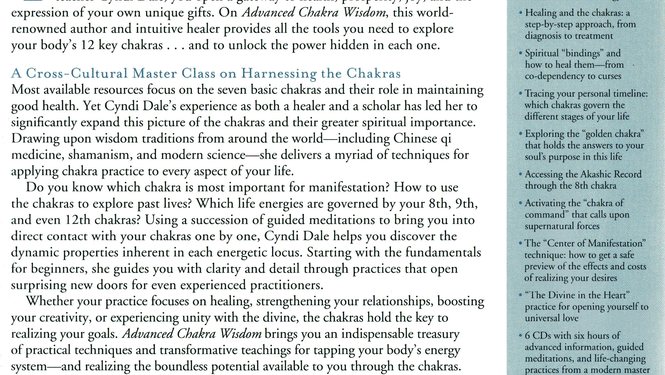 expression of your own unique gifts. On Advanced Chakra Wisdom, this world-
renowned author and intuitive healer provides all the tools you need to explore
your body's 12 key chakras . . . and to unlock the power hidden in each one.
A Cross-Cultural Master Class on Harnessing the Chakras
Most available resources focus on the seven basic chakras and their role in maintaining
good health. Yet Cyndi Dale's experience as both a healer and a scholar has led her to
significantly expand this picture of the chakras and their greater spiritual importance.
Drawing upon wisdom traditions from around the world—including Chinese qi
medicine, shamanism, and modern science—she delivers a myriad of techniques for
applying chakra practice to every aspect of your life.
Do you know which chakra is most important for manifestation? How to use
the chakras to explore past lives? Which life energies are governed by your 8th, 9th,
and even 12th chakras? Using a succession of guided meditations to bring you into
direct contact with your chakras one by one, Cyndi Dale helps you discover the
dynamic properties inherent in each energetic locus. Starting with the fundamentals
for beginners, she guides you with clarity and detail through practices that open
surprising new doors for even experienced practitioners.
Whether your practice focuses on healing, strengthening your relationships, boosting
your creativity, or experiencing unity with the divine, the chakras hold the key to
realizing your goals. Advanced Chakra Wisdom brings you an indispensable treasury
of practical techniques and transformative teachings for tapping your body's energy
system—and realizing the boundless potential available to you through the chakras.
• Healing and the chakras: a
step-by-step approach, from
diagnosis to treatment
• Spiritual "bindings" and
how to heal them—from
co-dependency to curses
• Tracing your personal timeline:
which chakras govern the
different stages of your life
• Exploring the "golden chakra"
that holds the answers to your
soul's purpose in this life
• Accessing the Akashic Record
through the 8th chakra
• Activating the "chakra of
command" that calls upon
supernatural forces
• The "Center of Manifestation"
technique: how to get a safe
preview of the effects and costs
of realizing your desires
• "The Divine in the Heart"
practice for opening yourself to
universal love
• 6 CDs with six hours of
advanced information, guided
meditations, and life-changing
practices from a modern master